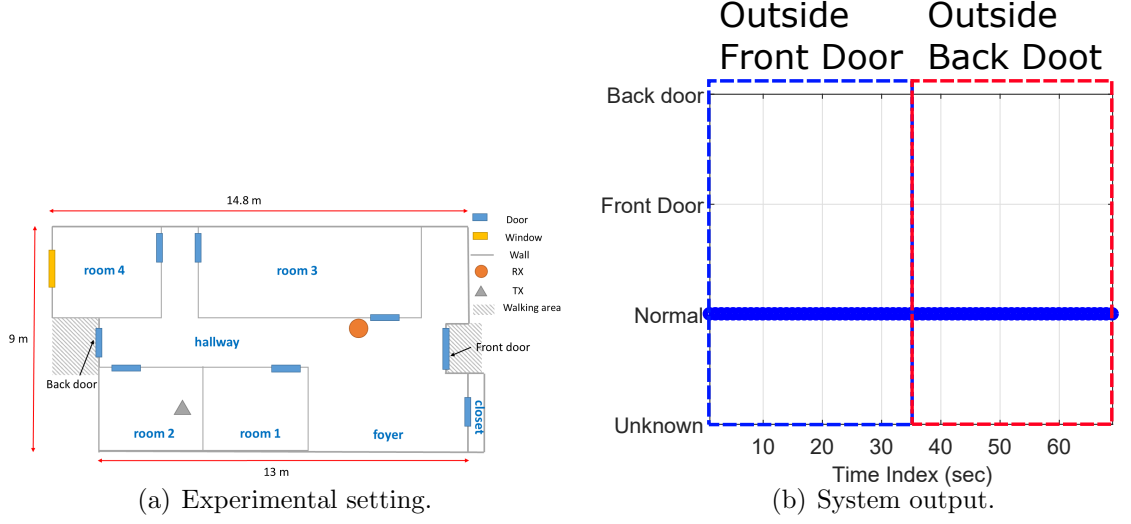 14.8 m
9 m
room 4
room 3
hallway
Back door
Front door
room 2
room 1
foyer
closet
13 m
Door
Window
Wall
RX
TX
Walking area
(a) Experimental setting.
Outside Front Door
Outside Back Doot
Back door
Front Door
Normal
Unknown
10 20 30 40 50 60
Time Index (sec)
(b) System output.